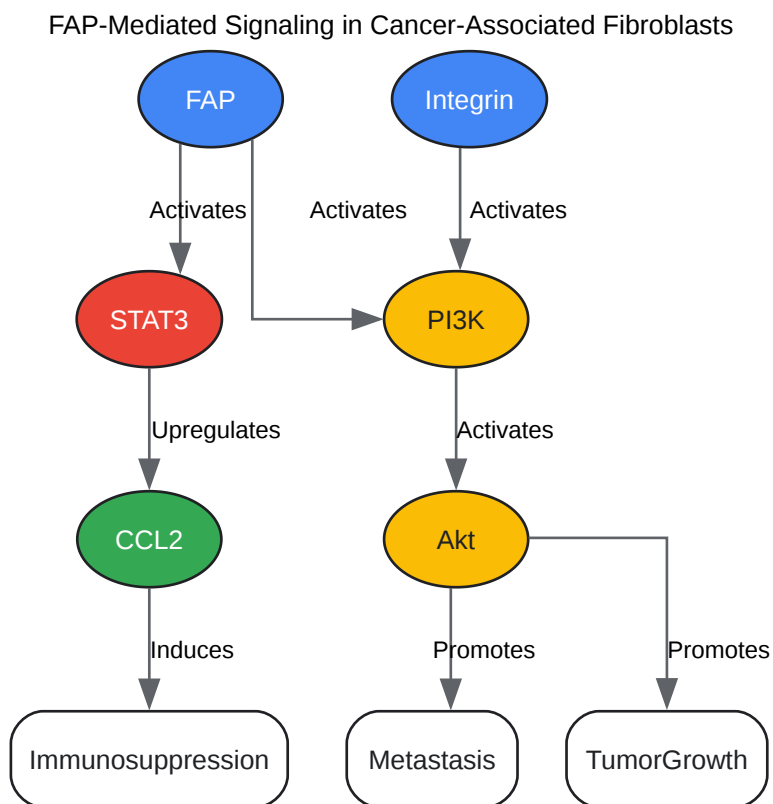 FAP-Mediated Signaling in Cancer-Associated Fibroblasts
FAP
Integrin
Activates
Activates
Activates
STAT3
PI3K
Upregulates
Activates
CCL2
Akt
Induces
Promotes
Promotes
Immunosuppression
Metastasis
TumorGrowth